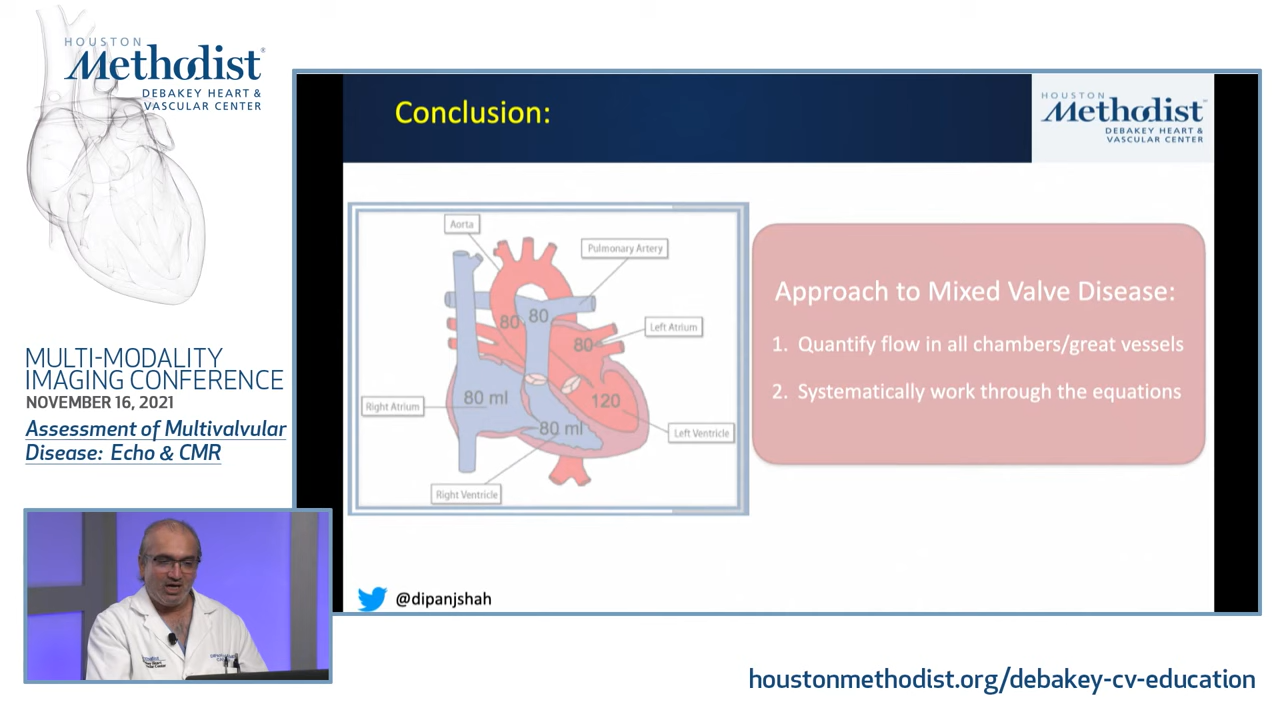 HOUSTON
Methodist®
DEBAKEY HEART &
VASCULAR CENTER
MULTI-MODALITY
IMAGING CONFERENCE
NOVEMBER 16, 2021
Assessment of Multivalvular
Disease: Echo & CMR
Conclusion:
HOUSTON
Methodist
DEBAKEY HEART &
VASCULAR CENTER
Aorta
Pulmonary Artery
80
80
Left Atrium
80
Right Atrium
80 ml
120
80 ml
Left Ventricle
Right Ventricle
Approach to Mixed Valve Disease:
1. Quantify flow in all chambers/great vessels
2. Systematically work through the equations
@dipanjshah
houstonmethodist.org/debakey-cv-education